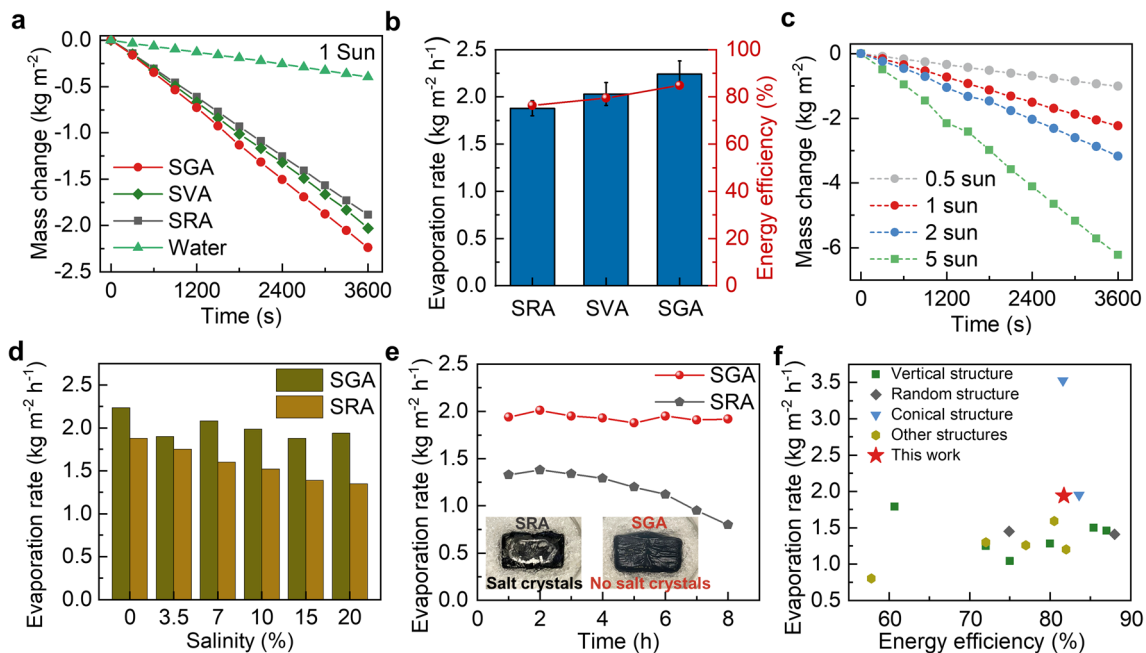 a
0.0
-0.5
-1.0
-1.5
-2.0
-2.5
Mass change (kg m⁻²)
1 Sun
SGA
SVA
SRA
Water
0 1200 2400 3600
Time (s)
b
2.5
2.0
1.5
1.0
0.5
0.0
Evaporation rate (kg m⁻² h⁻¹)
100
80
60
40
20
0
Energy efficiency (%)
SRA SVA SGA
c
0
-2
-4
-6
Mass change (kg m⁻²)
0.5 sun
1 sun
2 sun
5 sun
0 1200 2400 3600
Time (s)
d
2.5
2.0
1.5
1.0
0.5
0.0
Evaporation rate (kg m⁻² h⁻¹)
SGA
SRA
0 3.5 7 10 15 20
Salinity (%)
e
2.5
2.0
1.5
1.0
0.5
0.0
Evaporation rate (kg m⁻² h⁻¹)
SGA
SRA
SRA
Salt crystals
SGA
No salt crystals
0 2 4 6 8
Time (h)
f
3.5
3.0
2.5
2.0
1.5
1.0
0.5
Evaporation rate (kg m⁻² h⁻¹)
Vertical structure
Random structure
Conical structure
Other structures
This work
60 70 80 90
Energy efficiency (%)